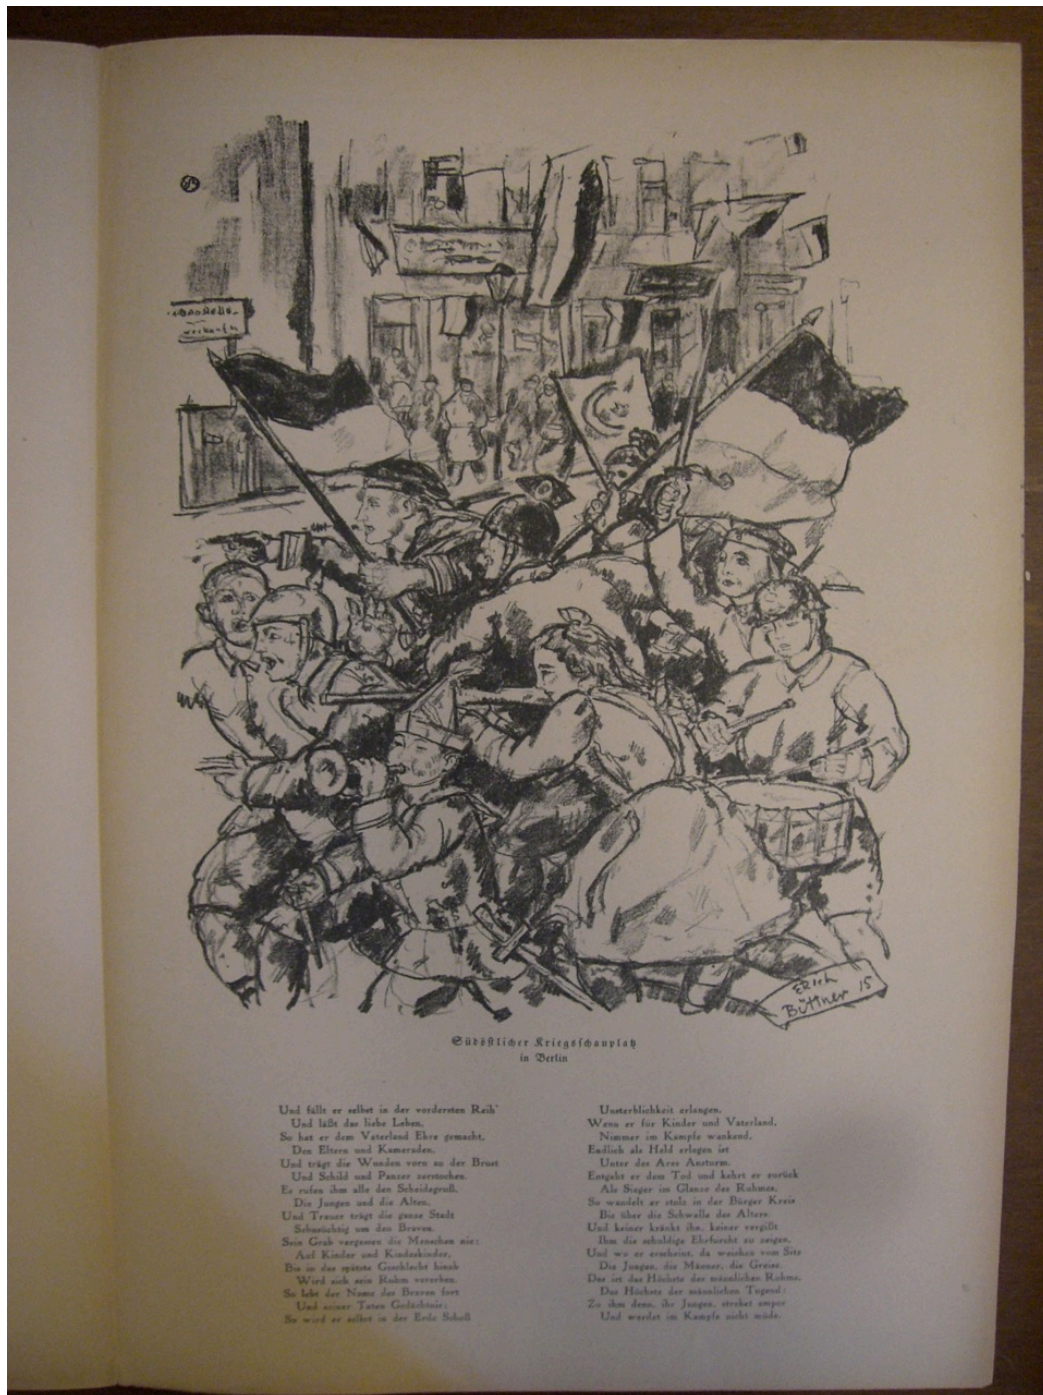 ERich
Büttner 15
Südöstlicher Kriegsschauplatz
in Berlin
Und fällt er selbst in der vordersten Reih'
Und läßt das liebe Leben,
So hat er dem Vaterland Ehre gemacht,
Den Eltern und Kameraden.
Und trägt die Wunden vorn an der Brust
Und Schild und Panzer zerstochen.
Es rufen ihm alle den Scheidegruß,
Die Jungen und die Alten.
Und Trauer trägt die ganze Stadt
Sehnsüchtig um den Braven.
Sein Grab vergessen die Menschen nie:
Auf Kinder und Kindeskinder,
Bis in das spätste Geschlecht hinab
Wird sich sein Ruhm vererben.
So lebt der Name des Braven fort
Und seiner Taten Gedächtnis;
So wird er selbst in der Erde Schoß
Unsterblichkeit erlangen.
Wenn er für Kinder und Vaterland,
Nimmer im Kampfe wankend,
Endlich als Held erlegen ist
Unter des Ares Ansturm.
Entgeht er dem Tod und kehrt er zurück
Als Sieger im Glanze des Ruhmes,
So wandelt er stolz in der Bürger Kreis
Bis über die Schwelle des Alters.
Und keiner kränkt ihn, keiner vergißt
Ihm die schuldige Ehrfurcht zu zeigen.
Und wo er erscheint, da weichen vom Sitz
Die Jungen, die Männer, die Greise.
Das ist das Höchste des männlichen Ruhms,
Das Höchste der männlichen Tugend:
Zu ihm denn, ihr Jungen, strebet empor
Und werdet im Kampfe nicht müde.